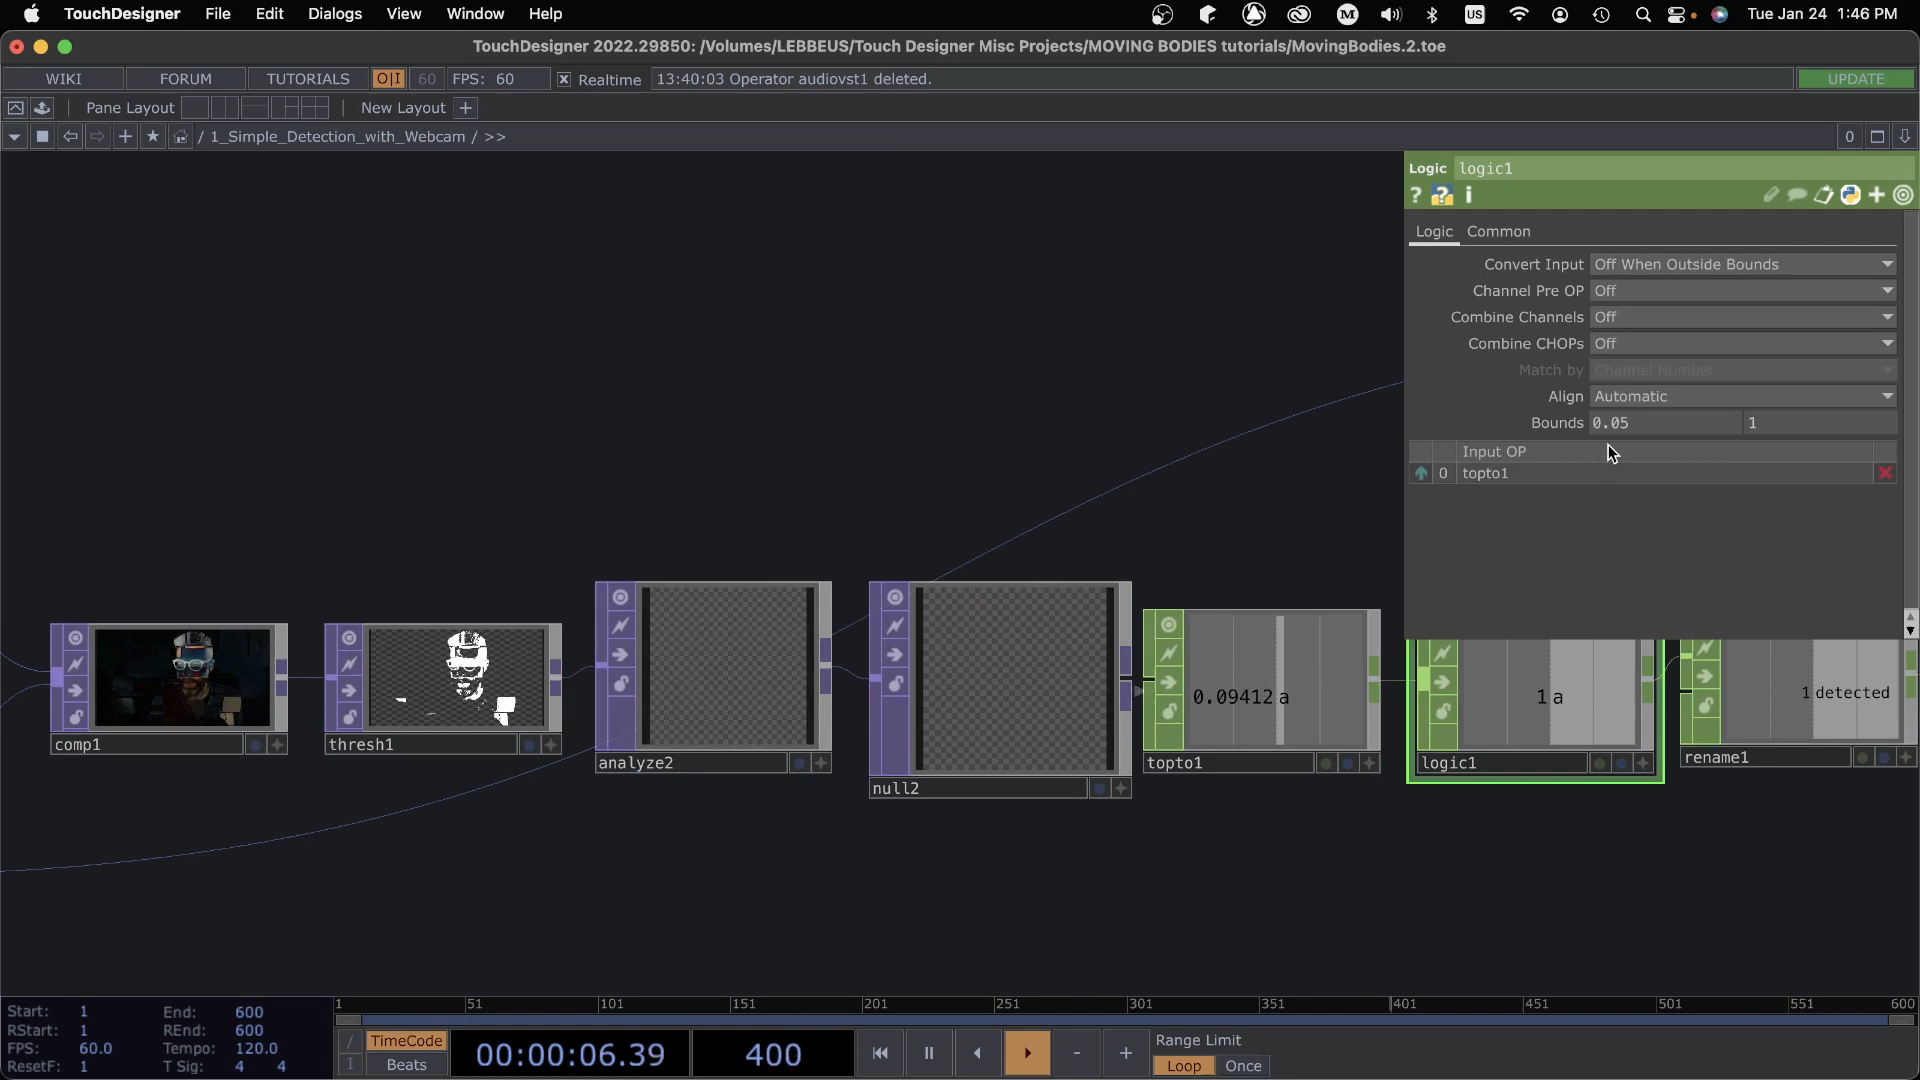 TouchDesigner File Edit Dialogs View Window Help US Tue Jan 24 1:46 PM
TouchDesigner 2022.29850: /Volumes/LEBBEUS/Touch Designer Misc Projects/MOVING BODIES tutorials/MovingBodies.2.toe
WIKI FORUM TUTORIALS O|I 60 FPS: 60 Realtime 13:40:03 Operator audiovst1 deleted. UPDATE
Pane Layout New Layout +
/ 1_Simple_Detection_with_Webcam / >> 0
Logic logic1
? i
Logic Common
Convert Input Off When Outside Bounds
Channel Pre OP Off
Combine Channels Off
Combine CHOPs Off
Match by Channel Number
Align Automatic
Bounds 0.05 1
Input OP
0 topto1
0.09412 a
1 a
1 detected
comp1
thresh1
analyze2
null2
topto1
logic1
rename1
1 51 101 151 201 251 301 351 401 451 501 551 600
Start: 1 End: 600
RStart: 1 REnd: 600
FPS: 60.0 Tempo: 120.0
ResetF: 1 T Sig: 4 4
/ TimeCode
I Beats
00:00:06.39
400
- +
Range Limit
Loop Once